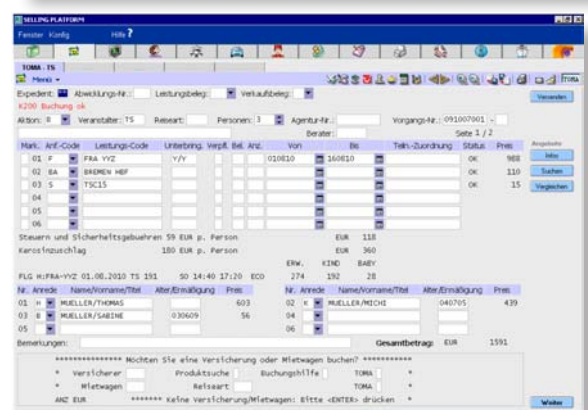 SELLING PLATFORM
Fenster Konfig Hilfe ?
TOMA - TS
Menü TOMA
Expedient: Abwicklungs-Nr.: Leistungsbeleg: Verkaufsbeleg: Versenden
K200 Buchung ok
Aktion: B Veranstalter: TS Reiseart: Personen: 3 Agentur-Nr.: Vorgangs-Nr.: 091007001 -
Berater: Seite 1 / 2
Mark. Anf.-Code Leistungs-Code Unterbring. Verpfl. Bel. Anz. Von Bis Teiln.-Zuordnung Status Preis Angebote
01 F FRA YYZ Y/Y 010810 160810 OK 988 Infos
02 BA BREMEN HBF OK 110 Suchen
03 S TSC15 OK 15 Vergleichen
04
05
06
Steuern und Sicherheitsgebuehren 59 EUR p. Person EUR 118
Kerosinzuschlag 180 EUR p. Person EUR 360
ERW. KIND BABY
FLG H:FRA-YYZ 01.08.2010 TS 191 SO 14:40 17:20 ECO 274 192 28
Nr. Anrede Name/Vorname/Titel Alter/Ermäßigung Preis Nr. Anrede Name/Vorname/Titel Alter/Ermäßigung Preis
01 H MUELLER/THOMAS 603 02 K MUELLER/MICHI 040705 439
03 B MUELLER/SABINE 030609 56 04
05 06
Bemerkungen: Gesamtbetrag: EUR 1591
*************** Möchten Sie eine Versicherung oder Mietwagen buchen? ***********
* Versicherer Produktsuche Buchungshilfe TOMA *
* Mietwagen Reiseart TOMA *
ANZ EUR ******* Keine Versicherung/Mietwagen: Bitte <ENTER> drücken * Weiter